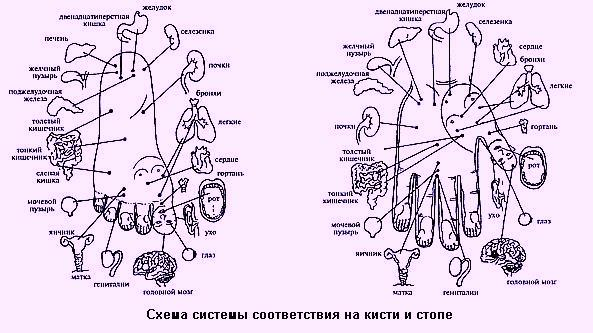 желудок
двенадцатиперстная
кишка
селезенка
печень
желчный
пузырь
поджелудочная
железа
почки
бронхи
толстый
кишечник
легкие
тонкий
кишечник
слепая
кишка
сердце
гортань
мочевой
пузырь
рот
яичник
ухо
глаз
матка
гениталии
головной мозг
желудок
двенадцатиперстная
кишка
селезенка
желчный
пузырь
сердце
бронхи
поджелудочная
железа
легкие
почки
гортань
толстый
кишечник
рот
тонкий
кишечник
мочевой
пузырь
ухо
глаз
яичник
матка
гениталии
головной мозг
Схема системы соответствия на кисти и стопе